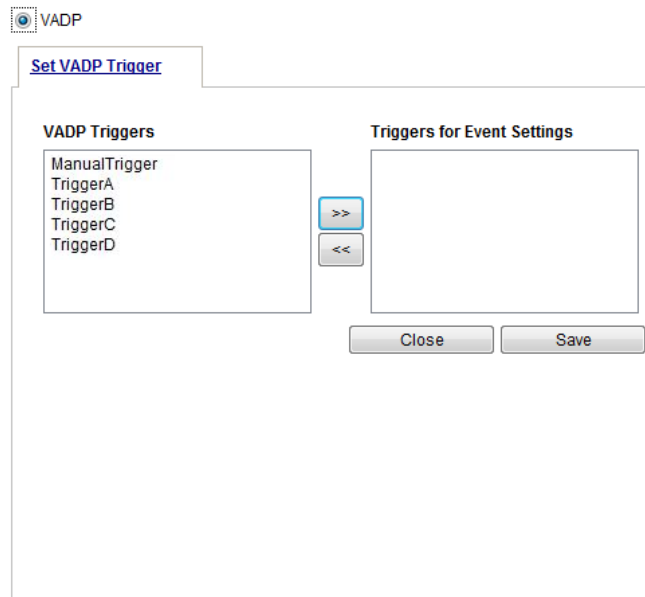 VADP
Set VADP Trigger
VADP Triggers
Triggers for Event Settings
ManualTrigger
TriggerA
TriggerB
TriggerC
TriggerD
>>
<<
Close
Save